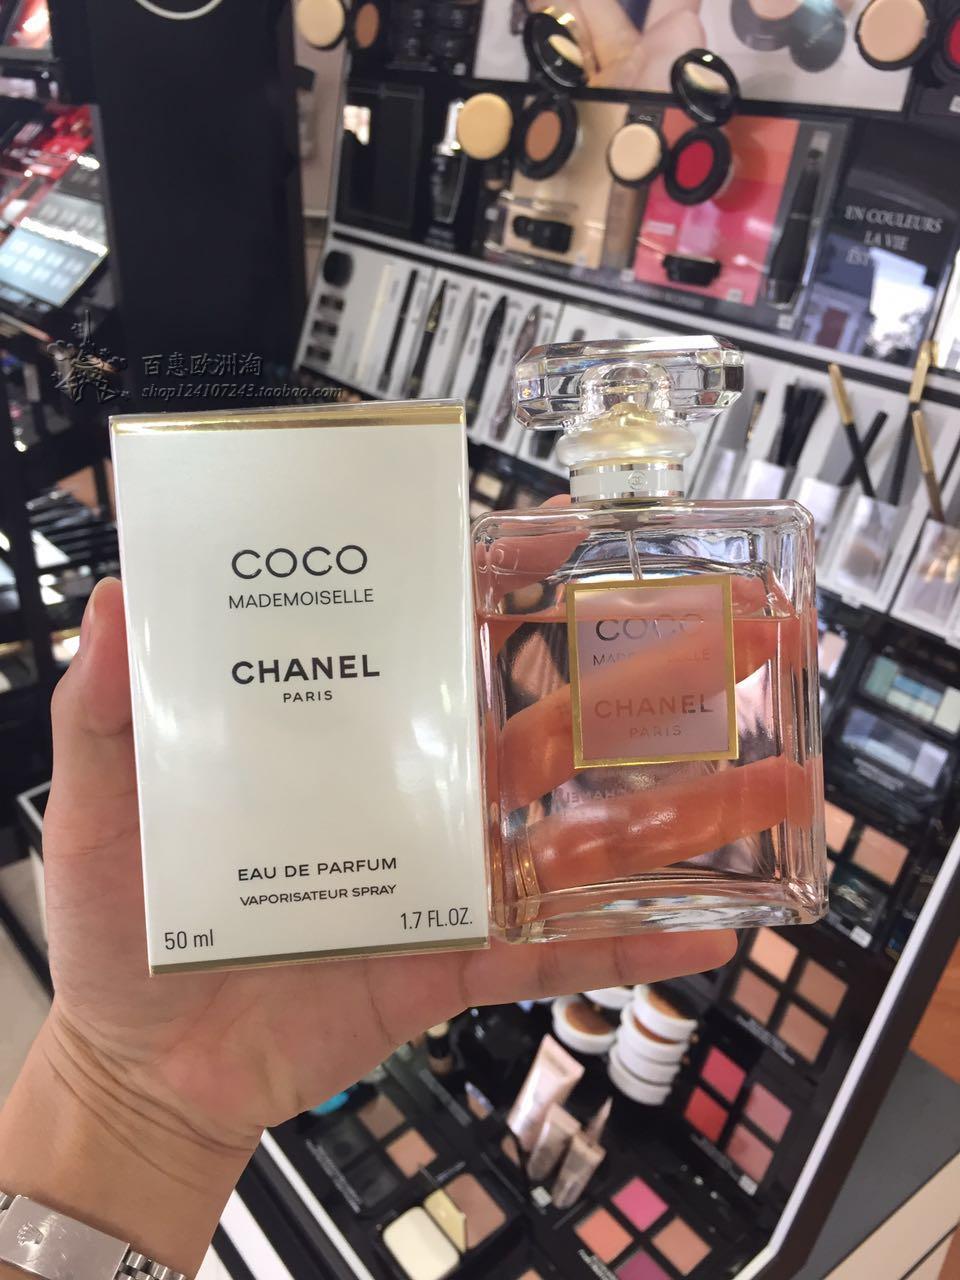 EN COULEURS
LA VIE
EST
百惠欧洲淘
shop124107243.taobao.com
COCO
MADEMOISELLE
CHANEL
PARIS
EAU DE PARFUM
VAPORISATEUR SPRAY
50 ml
1.7 FL.OZ.
COCO
MADEMOISELLE
CHANEL
PARIS